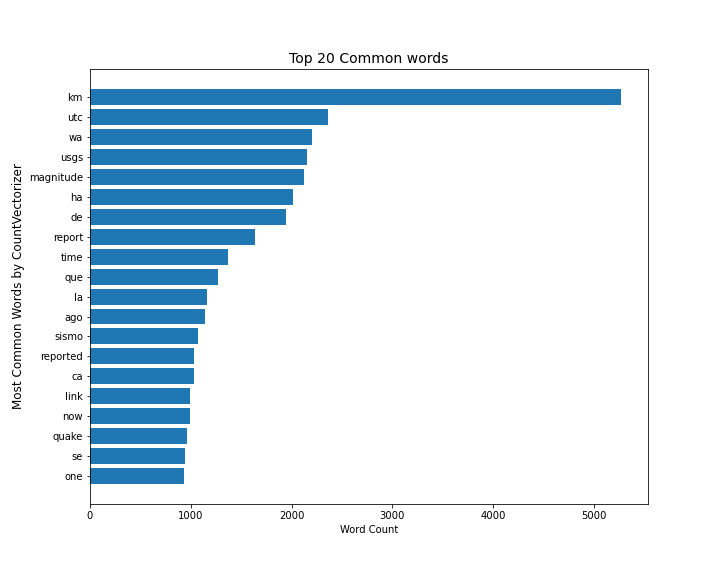 Top 20 Common words
Most Common Words by CountVectorizer
km
utc
wa
usgs
magnitude
ha
de
report
time
que
la
ago
sismo
reported
ca
link
now
quake
se
one
0 1000 2000 3000 4000 5000
Word Count